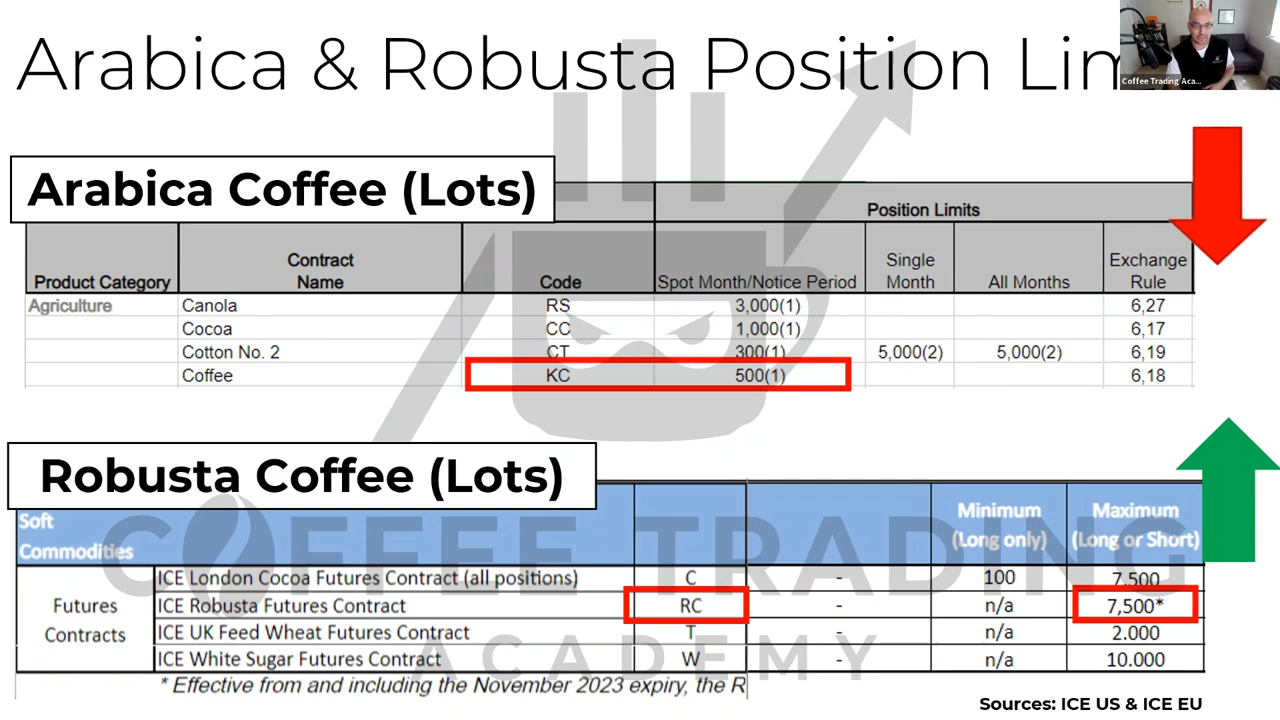 Arabica & Robusta Position Lim
Coffee Trading Aca...
Arabica Coffee (Lots)
Position Limits
Product Category Contract Name Code Spot Month/Notice Period Single Month All Months Exchange Rule
Agriculture Canola RS 3,000(1) 6,27
Cocoa CC 1,000(1) 6,17
Cotton No. 2 CT 300(1) 5,000(2) 5,000(2) 6,19
Coffee KC 500(1) 6,18
Robusta Coffee (Lots)
Soft Commodities Minimum (Long only) Maximum (Long or Short)
Futures Contracts
ICE London Cocoa Futures Contract (all positions) C - 100 7.500
ICE Robusta Futures Contract RC - n/a 7,500*
ICE UK Feed Wheat Futures Contract T - n/a 2.000
ICE White Sugar Futures Contract W - n/a 10.000
* Effective from and including the November 2023 expiry, the R
COFFEE TRADING
ACADEMY
Sources: ICE US & ICE EU